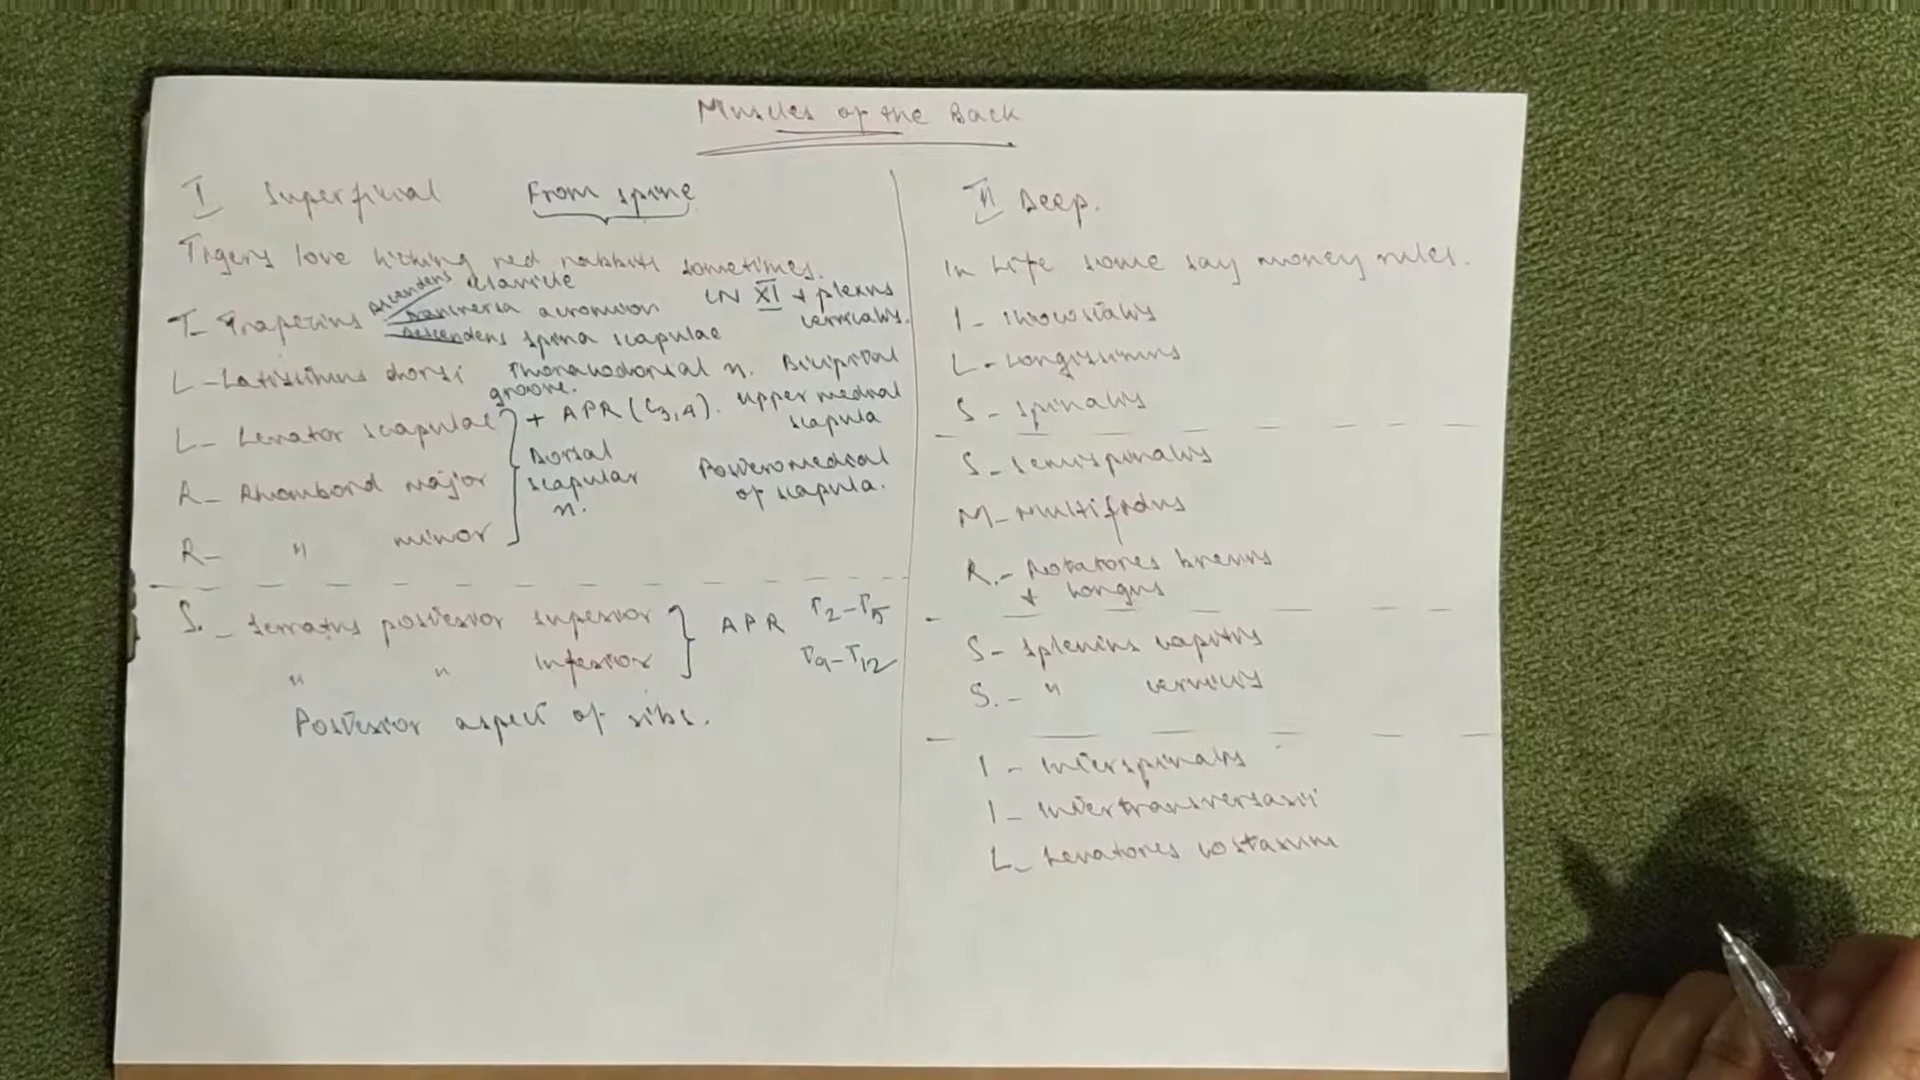 Muscles of the Back
I Superficial From spine
Tigers love kicking red rabbits sometimes.
T- Trapezius Ascendens clavicle
Transversa acromion
Descendens spina scapulae
CN XI + plexus
cervicalis.
L- Latissimus dorsi Thoracodorsal n. Bicipital
groove.
L- Levator scapulae + APR (C3,4). upper medial
scapula
R- Rhomboid major
R- " minor
Dorsal
scapular
n.
Posteromedial
of scapula.
S.- Serratus posterior superior
" " Inferior
APR T2-T5
T9-T12
Posterior aspect of ribs.
II Deep.
In life some say money rules.
I- Iliocostalis
L- Longissimus
S- Spinalis
S- Semispinalis
M- Multifidus
R.- Rotatores brevis
+ longus
S- Splenius capitis
S.- " cervicis
I- Interspinalis
I- Intertransversarii
L- Levatores costarum